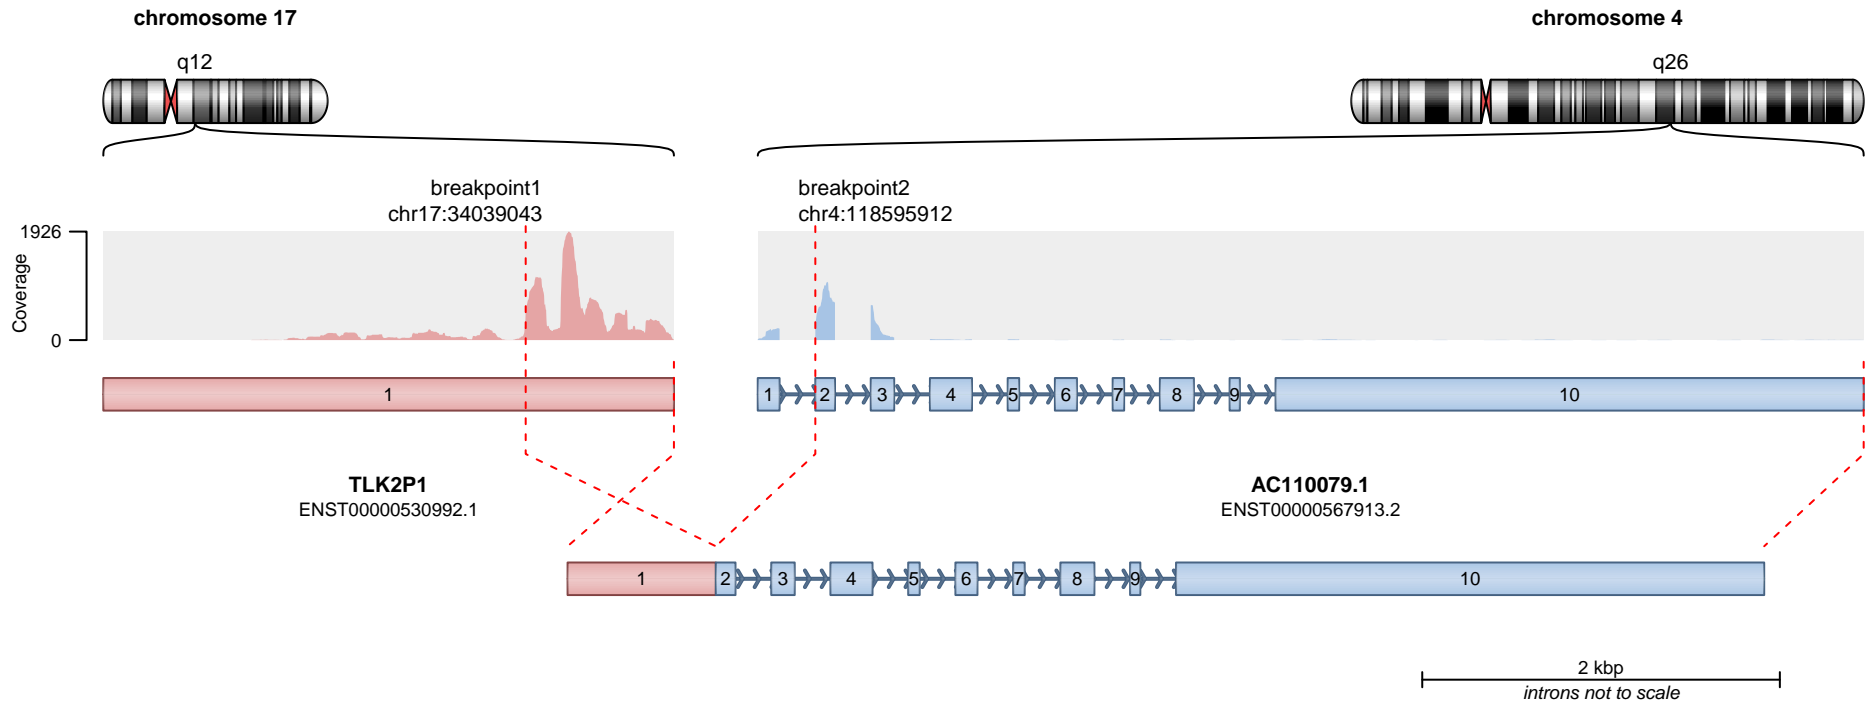 chromosome 17
chromosome 4
q12
q26
breakpoint1
chr17:34039043
breakpoint2
chr4:118595912
1926
Coverage
0
1
1 2 3 4 5 6 7 8 9 10
TLK2P1
ENST00000530992.1
AC110079.1
ENST00000567913.2
1 2 3 4 5 6 7 8 9 10
2 kbp
introns not to scale